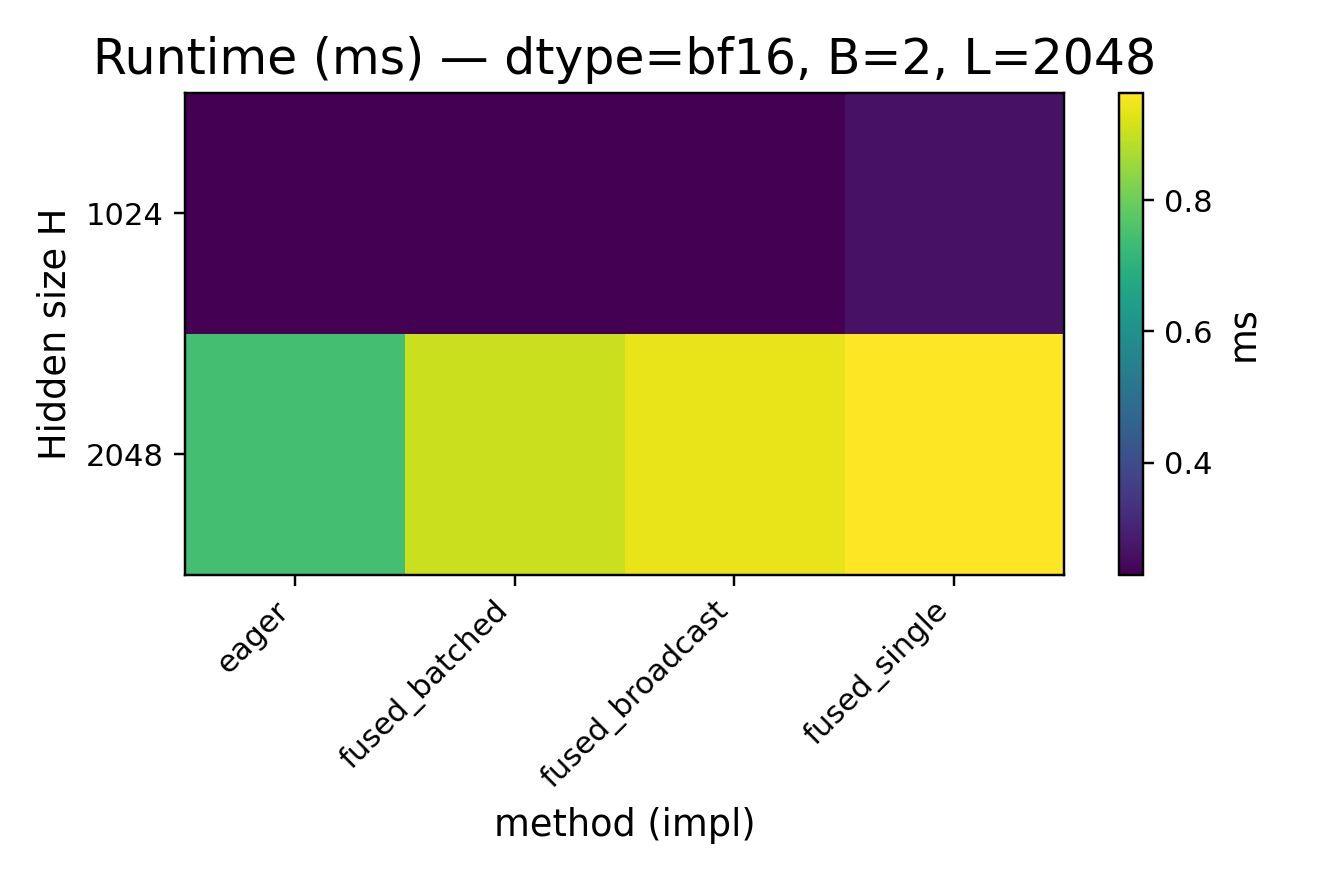 Runtime (ms) — dtype=bf16, B=2, L=2048
Hidden size H
1024
2048
eager
fused_batched
fused_broadcast
fused_single
method (impl)
0.8
0.6
0.4
ms